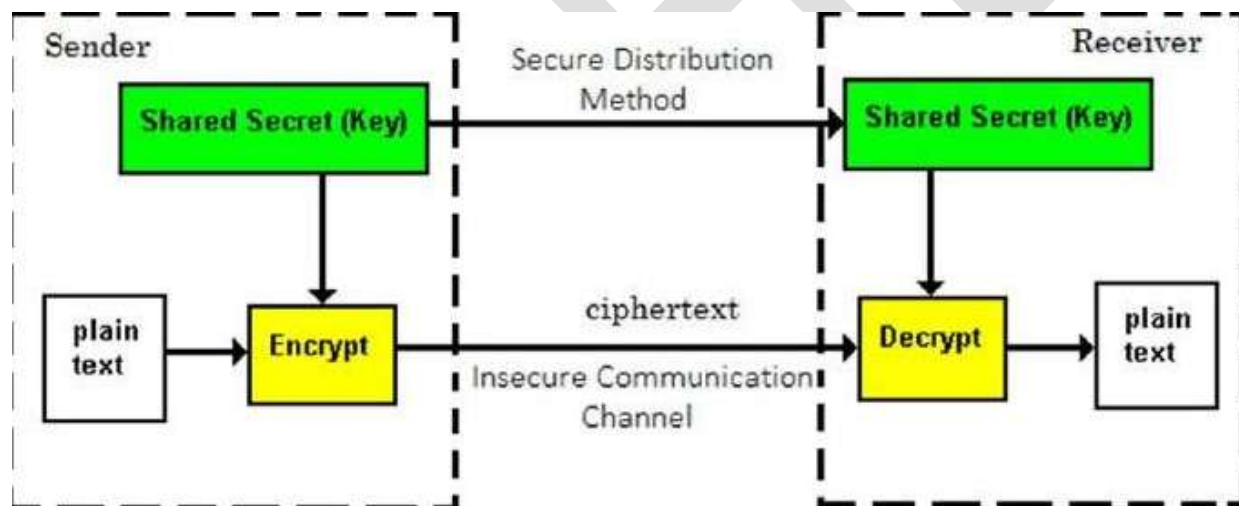 Sender
Receiver
Secure Distribution
Method
Shared Secret (Key)
Shared Secret (Key)
plain
text
Encrypt
ciphertext
Insecure Communication
Channel
Decrypt
plain
text